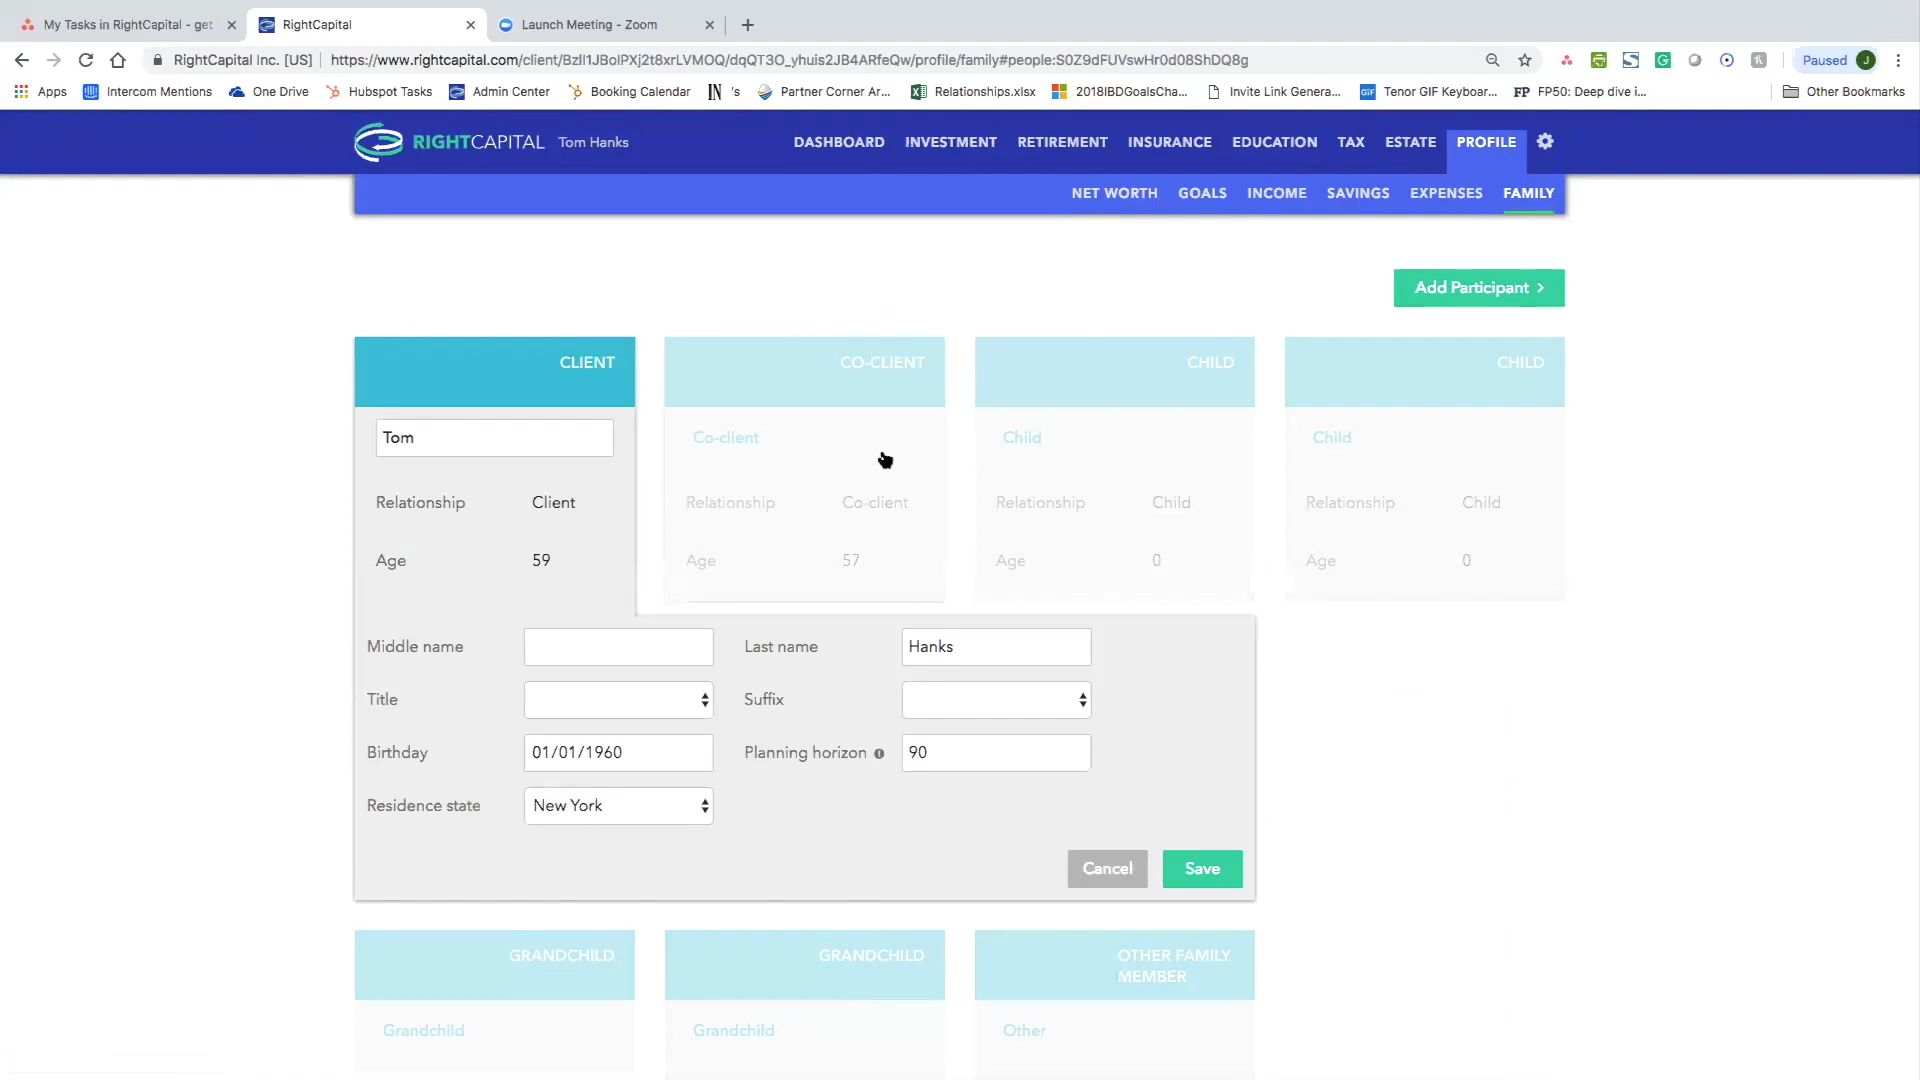 My Tasks in RightCapital - get
RightCapital
Launch Meeting - Zoom
RightCapital Inc. [US]
https://www.rightcapital.com/client/BzlI1JBolPXj2t8xrLVMOQ/dqQT3O_yhuis2JB4ARfeQw/profile/family#people:S0Z9dFUVswHr0d08ShDQ8g
Paused
J
Apps
Intercom Mentions
One Drive
Hubspot Tasks
Admin Center
Booking Calendar
IN 's
Partner Corner Ar...
Relationships.xlsx
2018IBDGoalsCha...
Invite Link Genera...
GIF
Tenor GIF Keyboar...
FP
FP50: Deep dive i...
Other Bookmarks
RIGHTCAPITAL
Tom Hanks
DASHBOARD
INVESTMENT
RETIREMENT
INSURANCE
EDUCATION
TAX
ESTATE
PROFILE
NET WORTH
GOALS
INCOME
SAVINGS
EXPENSES
FAMILY
Add Participant
CLIENT
CO-CLIENT
CHILD
CHILD
Tom
Co-client
Child
Child
Relationship
Client
Relationship
Co-client
Relationship
Child
Relationship
Child
Age
59
Age
57
Age
0
Age
0
Middle name
Last name
Hanks
Title
Suffix
Birthday
01/01/1960
Planning horizon
90
Residence state
New York
Cancel
Save
GRANDCHILD
GRANDCHILD
OTHER FAMILY
MEMBER
Grandchild
Grandchild
Other